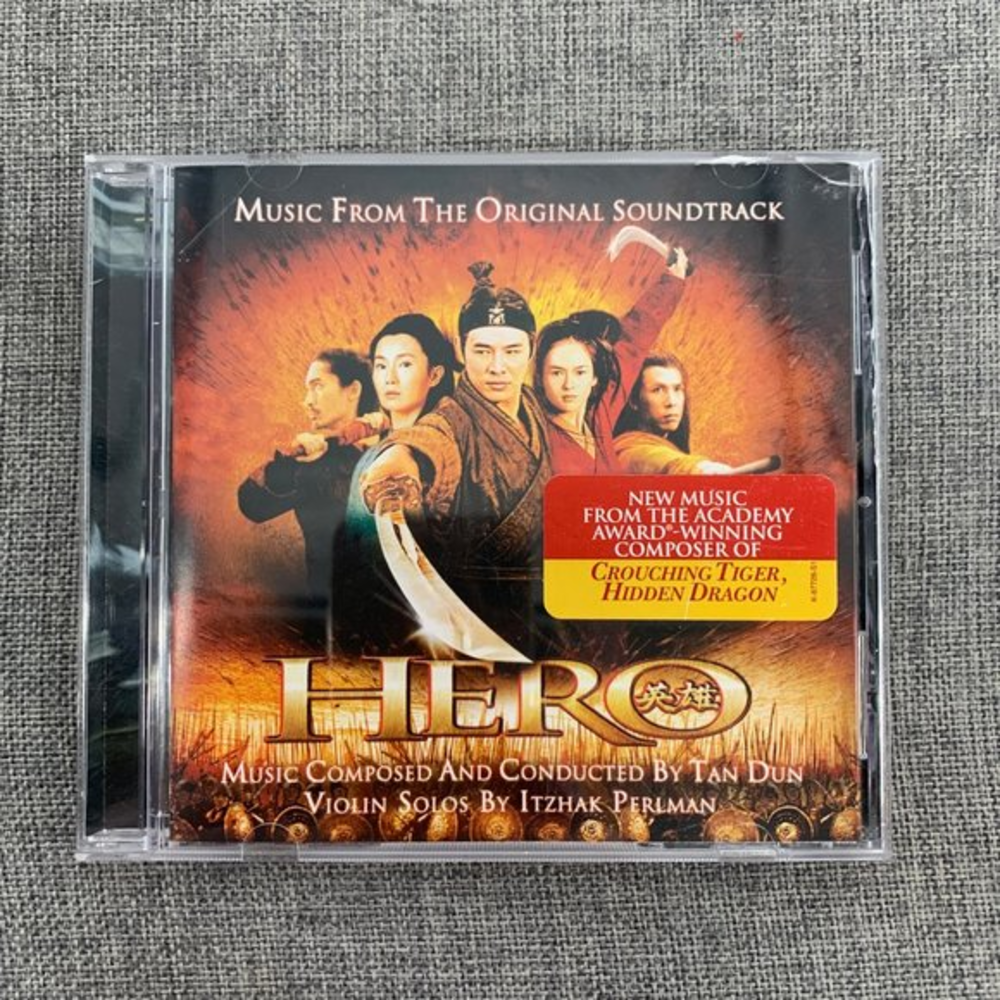 MUSIC FROM THE ORIGINAL SOUNDTRACK
NEW MUSIC
FROM THE ACADEMY
AWARD®-WINNING
COMPOSER OF
CROUCHING TIGER,
HIDDEN DRAGON
HERO
英雄
MUSIC COMPOSED AND CONDUCTED BY TAN DUN
VIOLIN SOLOS BY ITZHAK PERLMAN